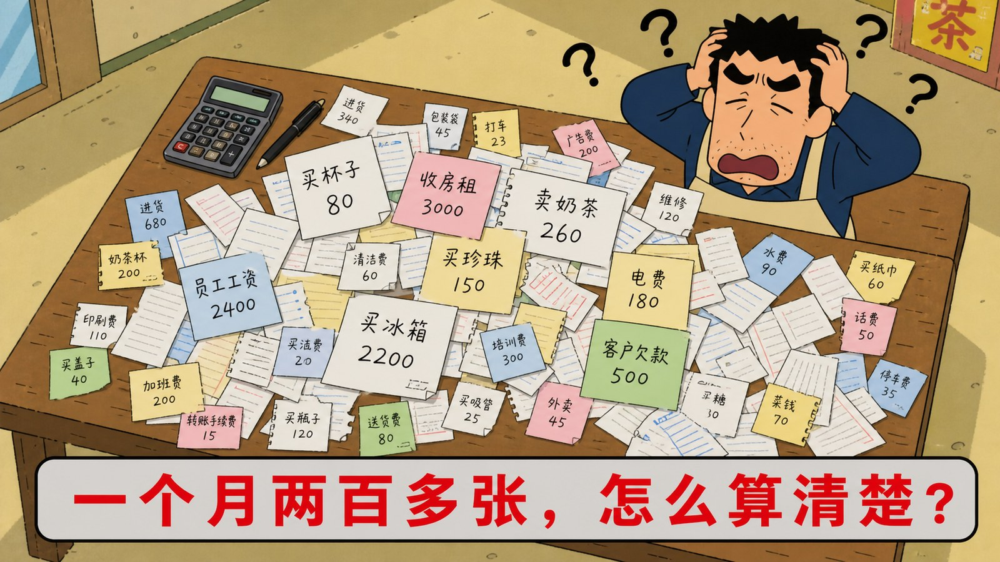 茶
进货
340
包装袋
45
打车
23
广告费
200
买杯子
80
收房租
3000
卖奶茶
260
维修
120
进货
680
奶茶杯
200
员工工资
2400
清洁费
60
买珍珠
150
电费
180
水费
90
买纸巾
60
印刷费
110
买洁费
20
买冰箱
2200
培训费
300
客户欠款
500
话费
50
买盖子
40
加班费
200
转账手续费
15
买瓶子
120
送货费
80
买吸管
25
外卖
45
买糖
30
菜钱
70
停车费
35
一个月两百多张，怎么算清楚?